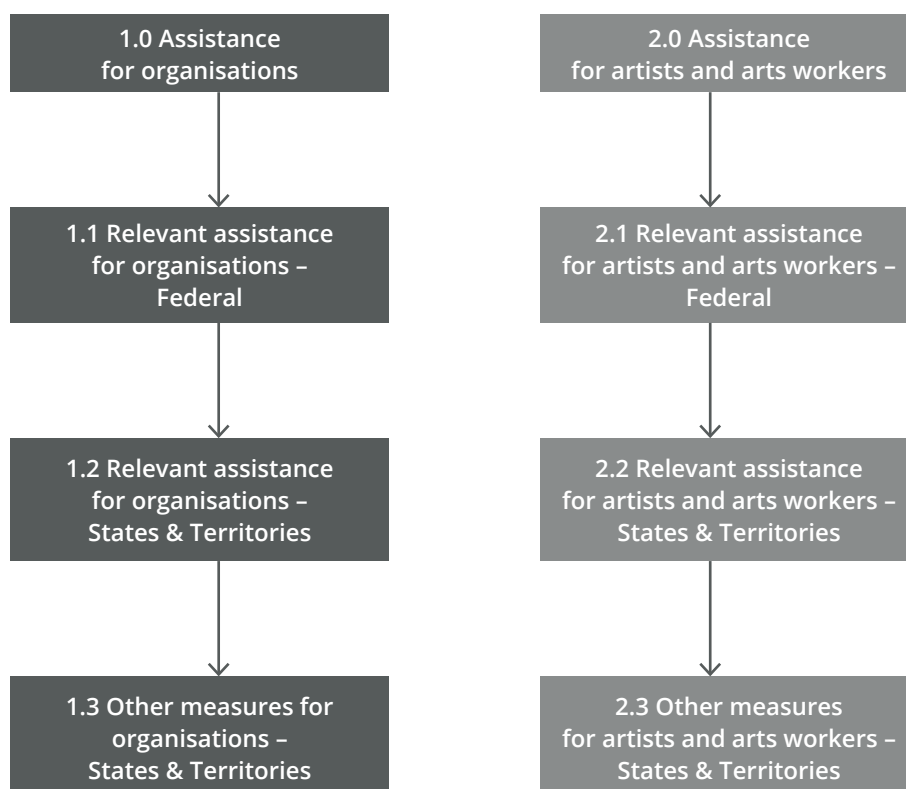 1.0 Assistance
for organisations
1.1 Relevant assistance
for organisations –
Federal
1.2 Relevant assistance
for organisations –
States & Territories
1.3 Other measures for
organisations –
States & Territories
2.0 Assistance
for artists and arts workers
2.1 Relevant assistance
for artists and arts workers –
Federal
2.2 Relevant assistance
for artists and arts workers –
States & Territories
2.3 Other measures
for artists and arts workers –
States & Territories